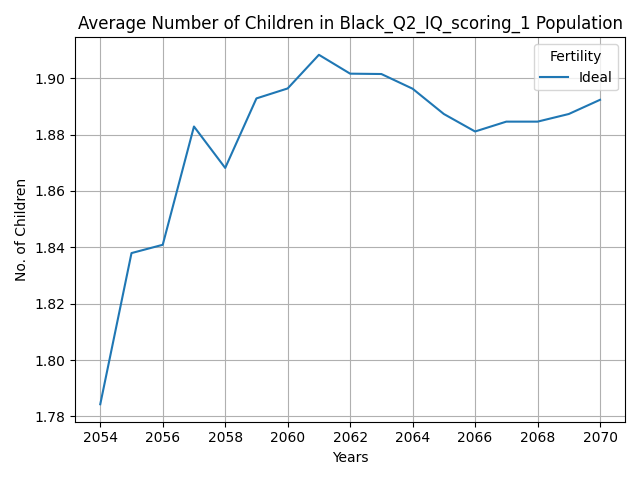 Average Number of Children in Black_Q2_IQ_scoring_1 Population
Fertility
Ideal
No. of Children
1.90
1.88
1.86
1.84
1.82
1.80
1.78
2054 2056 2058 2060 2062 2064 2066 2068 2070
Years